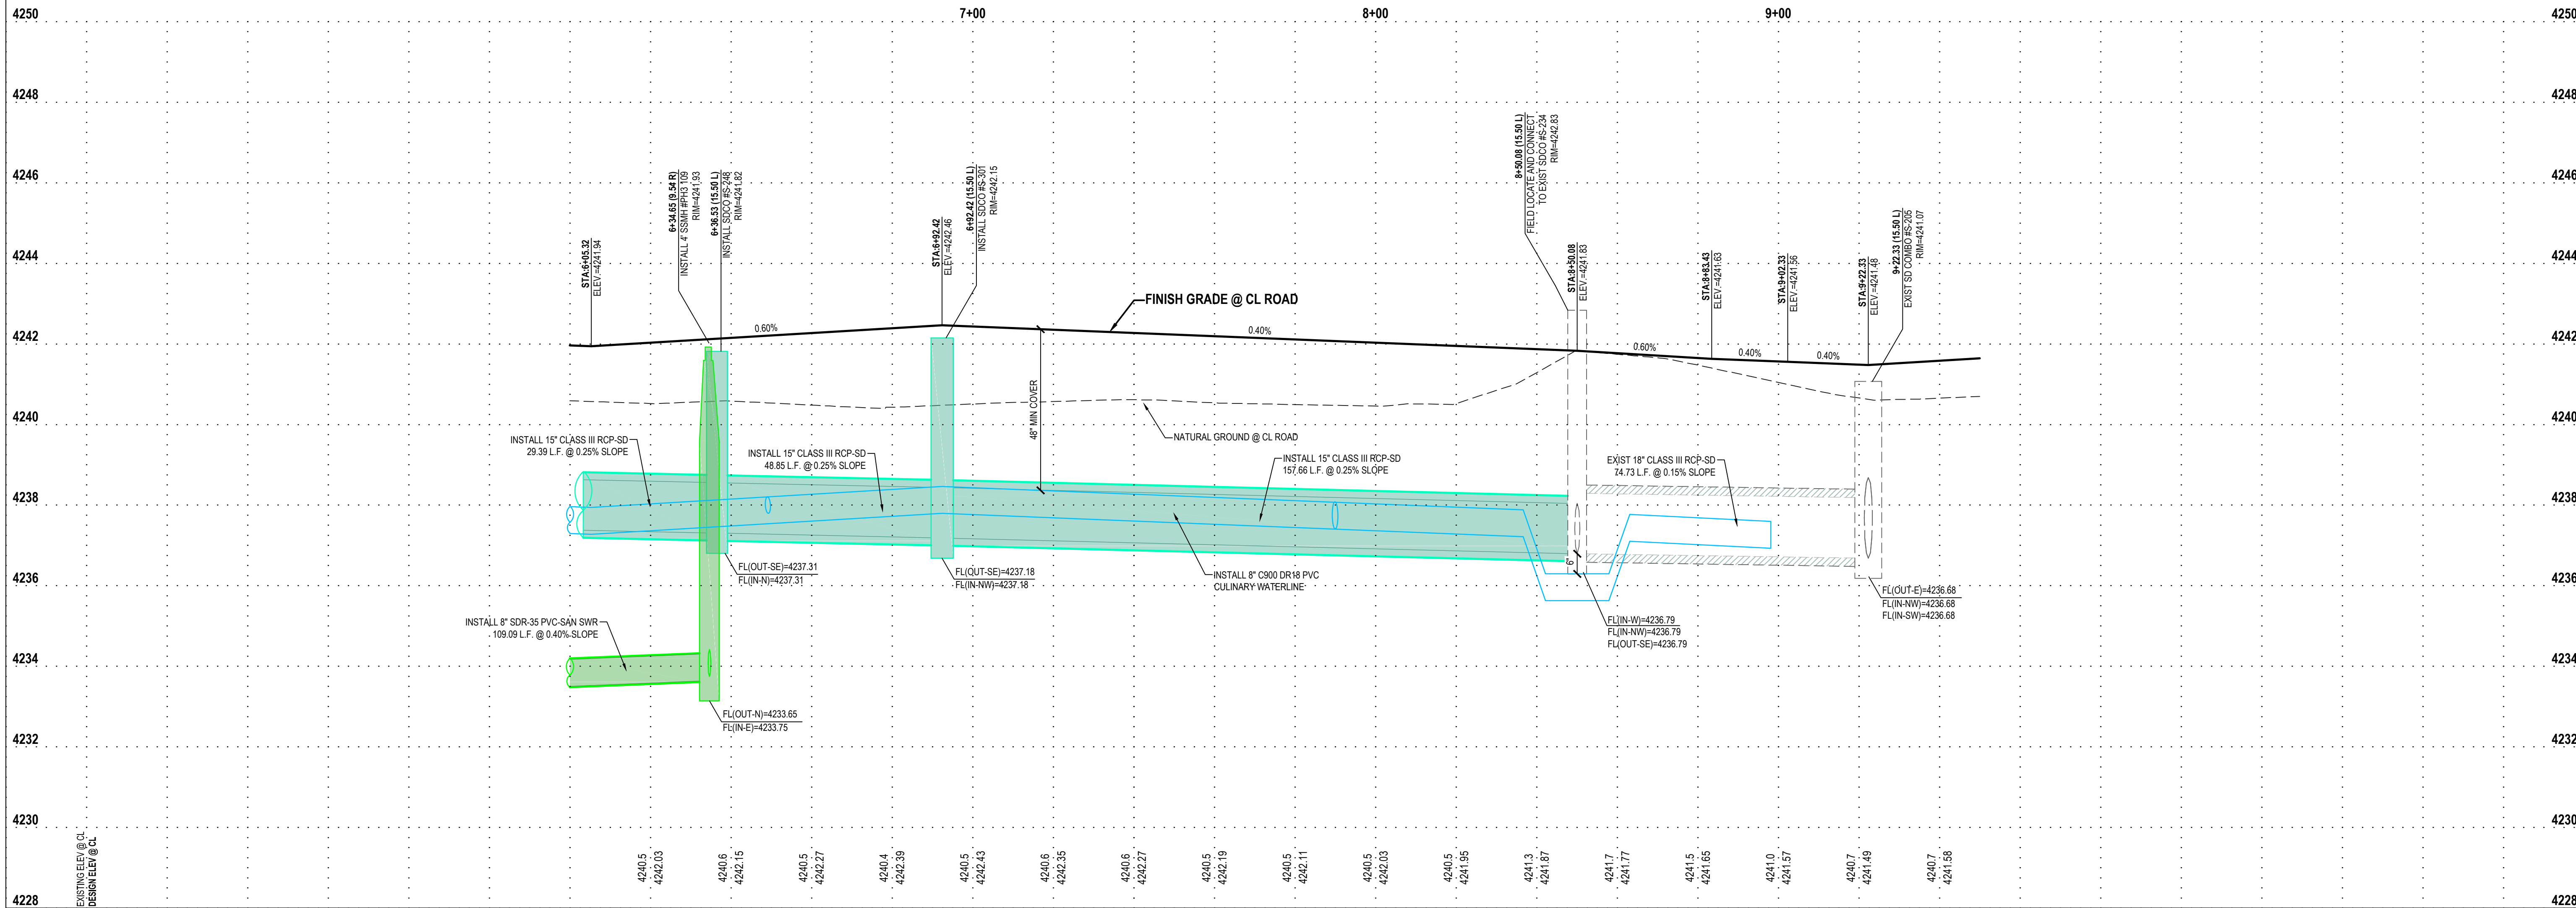 4250
7+00
8+00
9+00
4250
4248
4248
4246
4246
4244
4244
4242
4242
4240
4240
4238
4238
4236
4236
4234
4234
4232
4232
4230
4230
4228
4228
STA:6+05.32
ELEV.=4241.94
6+34.65 (9.54 R)
INSTALL 4' SSMH #PH3 109
RIM=4241.93
6+36.53 (15.50 L)
INSTALL SDCO #S-248
RIM=4241.82
STA:6+92.42
ELEV.=4242.46
6+92.42 (15.50 L)
INSTALL SDCO #S-301
RIM=4242.15
8+50.08 (15.50 L)
FIELD LOCATE AND CONNECT
TO EXIST SDCO #S-234
RIM=4242.83
STA:8+50.08
ELEV.=4241.83
STA:8+83.43
ELEV.=4241.63
STA:9+02.33
ELEV.=4241.56
STA:9+22.33
ELEV.=4241.48
9+22.33 (15.50 L)
EXIST SD COMBO #S-205
RIM=4241.07
FINISH GRADE @ CL ROAD
0.60%
0.40%
0.60%
0.40%
0.40%
48" MIN COVER
NATURAL GROUND @ CL ROAD
INSTALL 15" CLASS III RCP-SD
29.39 L.F. @ 0.25% SLOPE
INSTALL 15" CLASS III RCP-SD
48.85 L.F. @ 0.25% SLOPE
INSTALL 15" CLASS III RCP-SD
157.66 L.F. @ 0.25% SLOPE
EXIST 18" CLASS III RCP-SD
74.73 L.F. @ 0.15% SLOPE
6"
FL(OUT-SE)=4237.31
FL(IN-N)=4237.31
FL(OUT-SE)=4237.18
FL(IN-NW)=4237.18
INSTALL 8" C900 DR18 PVC
CULINARY WATERLINE
FL(IN-W)=4236.79
FL(IN-NW)=4236.79
FL(OUT-SE)=4236.79
FL(OUT-E)=4236.68
FL(IN-NW)=4236.68
FL(IN-SW)=4236.68
INSTALL 8" SDR-35 PVC-SAN SWR
109.09 L.F. @ 0.40% SLOPE
FL(OUT-N)=4233.65
FL(IN-E)=4233.75
EXISTING ELEV @ CL
DESIGN ELEV @ CL
4240.5
4242.03
4240.6
4242.15
4240.5
4242.27
4240.4
4242.39
4240.5
4242.43
4240.6
4242.35
4240.6
4242.27
4240.5
4242.19
4240.5
4242.11
4240.5
4242.03
4240.5
4241.95
4241.3
4241.87
4241.7
4241.77
4241.5
4241.65
4241.0
4241.57
4240.7
4241.49
4240.7
4241.58